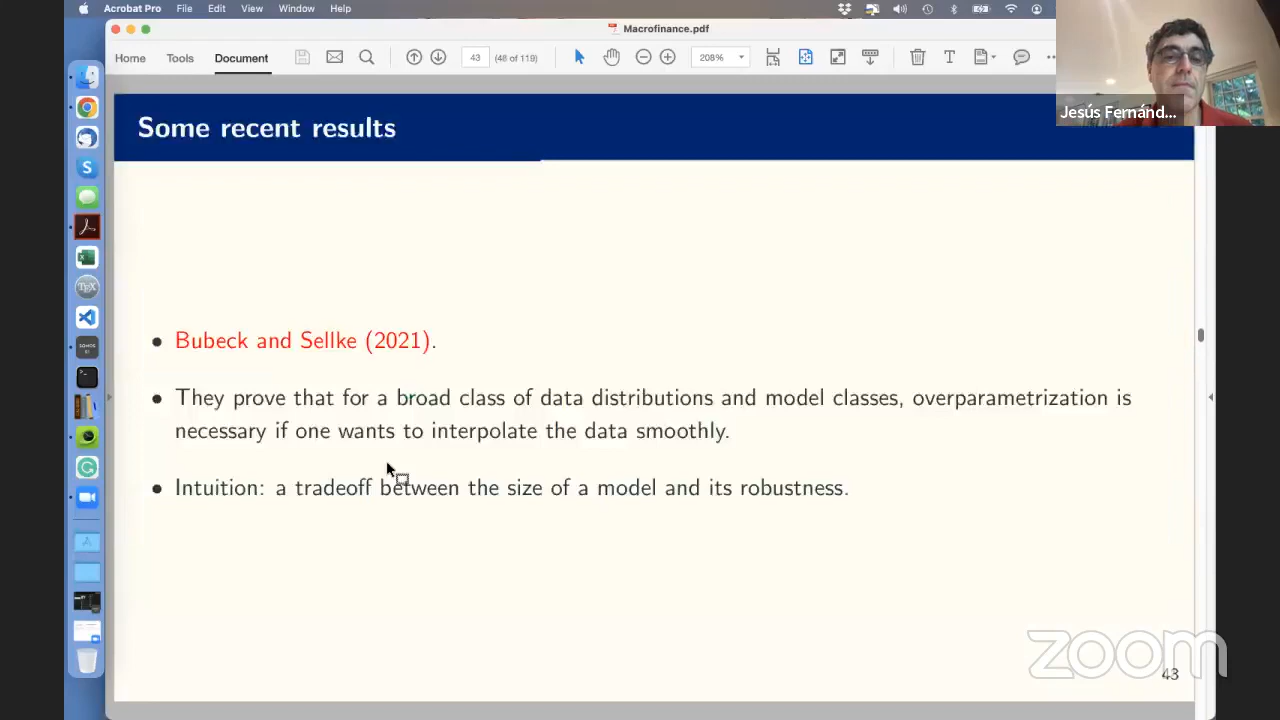 Acrobat Pro File Edit View Window Help
Macrofinance.pdf
Home Tools Document 43 (48 of 119) 208%
Jesús Fernánd...
Some recent results
• Bubeck and Sellke (2021).
• They prove that for a broad class of data distributions and model classes, overparametrization is
necessary if one wants to interpolate the data smoothly.
• Intuition: a tradeoff between the size of a model and its robustness.
zoom
43